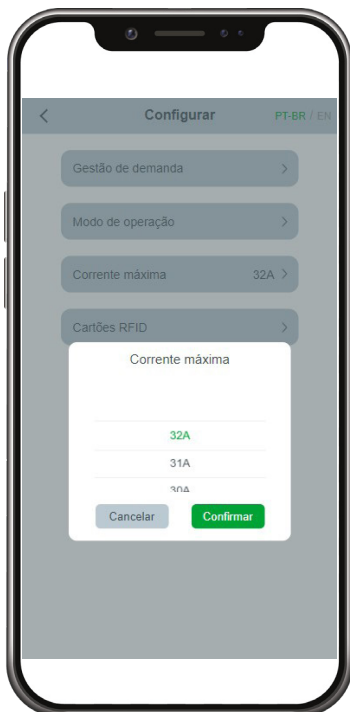 Configurar PT-BR / EN
Gestão de demanda
Modo de operação
Corrente máxima 32A
Cartões RFID
Corrente máxima
32A
31A
30A
Cancelar Confirmar